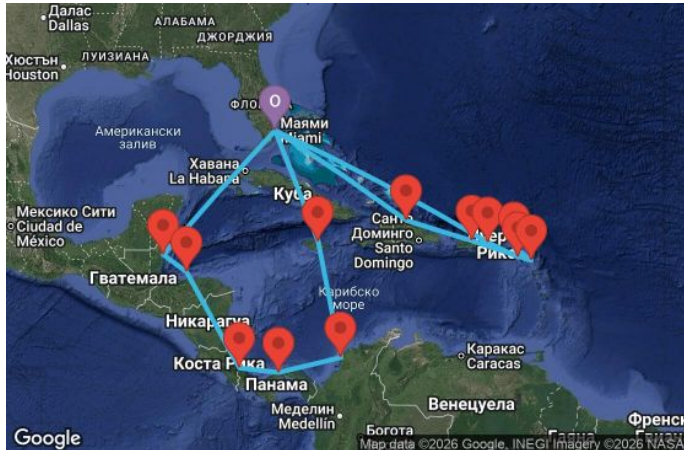 Далас
Dallas
АЛАБАМА
ДЖОРДЖИЯ
Хюстън
Houston
ЛУИЗИАНА
О
Маями
Miami
Американски
залив
Хавана
La Habana
Куба
Мексико Сити
Ciudad de
México
Санто
Доминго
Santo
Domingo
Рико
Гватемала
Карибско
море
Никарагуа
Коста Рика
Панама
Каракас
Caracas
Меделин
Medellín
Венецуела
Богота
Френск
Google
Map data ©2026 Google, INEGI Imagery ©2026 NASA